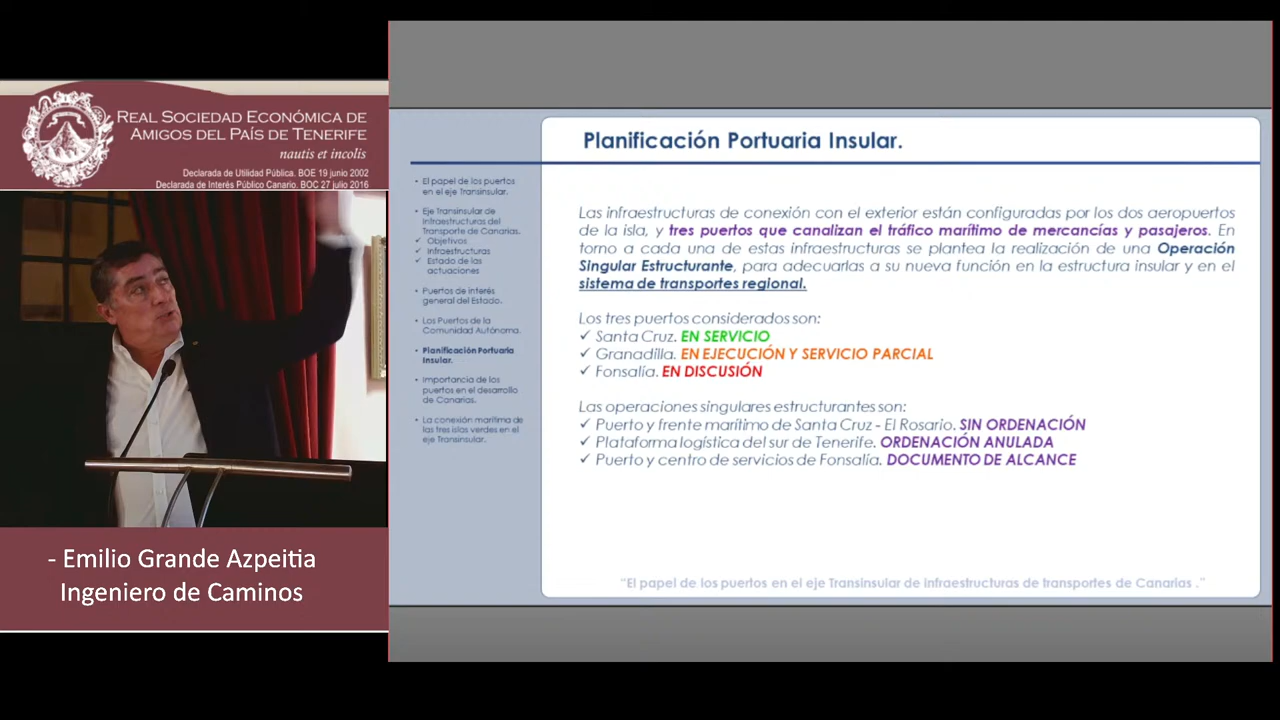 REAL SOCIEDAD ECONÓMICA DE
AMIGOS DEL PAÍS DE TENERIFE
nautis et incolis
Declarada de Utilidad Pública. BOE 19 junio 2002
Declarada de Interés Público Canario. BOC 27 julio 2016
- Emilio Grande Azpeitia
Ingeniero de Caminos
Planificación Portuaria Insular.
• El papel de los puertos
en el eje Transinsular.
• Eje Transinsular de
Infraestructuras del
Transporte de Canarias.
✓ Objetivos
✓ Infraestructuras
✓ Estado de las
actuaciones
• Puertos de interés
general del Estado.
• Los Puertos de la
Comunidad Autónoma.
• Planificación Portuaria
Insular.
• Importancia de los
puertos en el desarrollo
de Canarias.
• La conexión marítima de
las tres islas verdes en el
eje Transinsular.
Las infraestructuras de conexión con el exterior están configuradas por los dos aeropuertos
de la isla, y tres puertos que canalizan el tráfico marítimo de mercancías y pasajeros. En
torno a cada una de estas infraestructuras se plantea la realización de una Operación
Singular Estructurante, para adecuarlas a su nueva función en la estructura insular y en el
sistema de transportes regional.
Los tres puertos considerados son:
✓ Santa Cruz. EN SERVICIO
✓ Granadilla. EN EJECUCIÓN Y SERVICIO PARCIAL
✓ Fonsalía. EN DISCUSIÓN
Las operaciones singulares estructurantes son:
✓ Puerto y frente marítimo de Santa Cruz - El Rosario. SIN ORDENACIÓN
✓ Plataforma logística del sur de Tenerife. ORDENACIÓN ANULADA
✓ Puerto y centro de servicios de Fonsalía. DOCUMENTO DE ALCANCE
"El papel de los puertos en el eje Transinsular de infraestructuras de transportes de Canarias ."